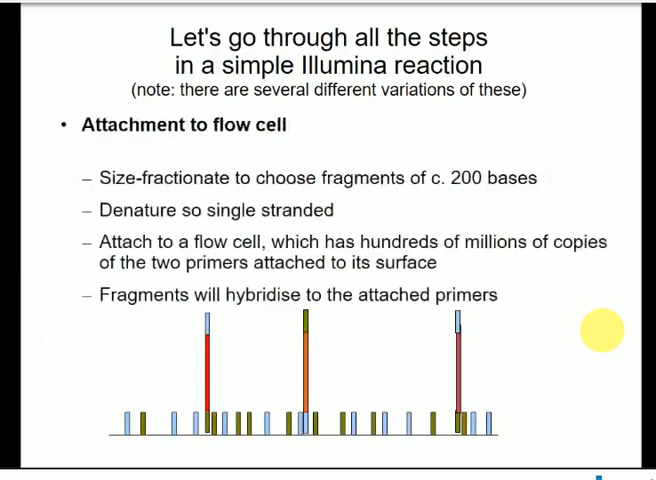 Let's go through all the steps
in a simple Illumina reaction
(note: there are several different variations of these)
• Attachment to flow cell
– Size-fractionate to choose fragments of c. 200 bases
– Denature so single stranded
– Attach to a flow cell, which has hundreds of millions of copies
of the two primers attached to its surface
– Fragments will hybridise to the attached primers